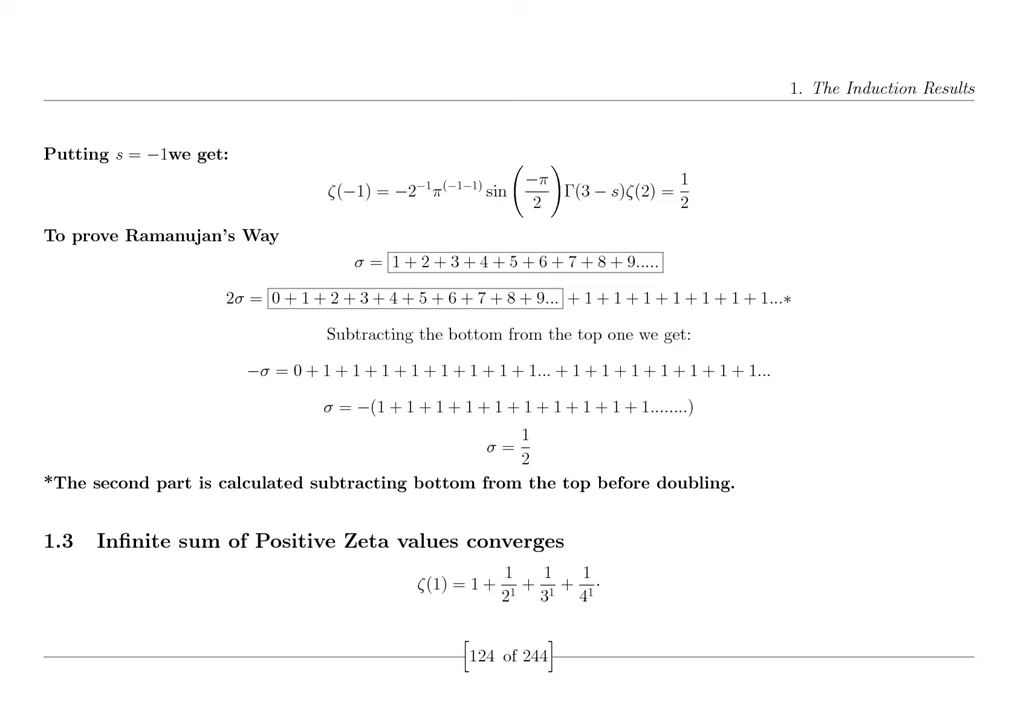 1. The Induction Results
Putting s = −1we get:
ζ(−1) = −2^{−1}π^{(−1−1)} sin(−π/2)Γ(3 − s)ζ(2) = 1/2
To prove Ramanujan's Way
σ = 1 + 2 + 3 + 4 + 5 + 6 + 7 + 8 + 9.....
2σ = 0 + 1 + 2 + 3 + 4 + 5 + 6 + 7 + 8 + 9... + 1 + 1 + 1 + 1 + 1 + 1 + 1...*
Subtracting the bottom from the top one we get:
−σ = 0 + 1 + 1 + 1 + 1 + 1 + 1 + 1 + 1... + 1 + 1 + 1 + 1 + 1 + 1 + 1...
σ = −(1 + 1 + 1 + 1 + 1 + 1 + 1 + 1 + 1 + 1........)
σ = 1/2
*The second part is calculated subtracting bottom from the top before doubling.
1.3 Infinite sum of Positive Zeta values converges
ζ(1) = 1 + 1/2^1 + 1/3^1 + 1/4^1·
124 of 244